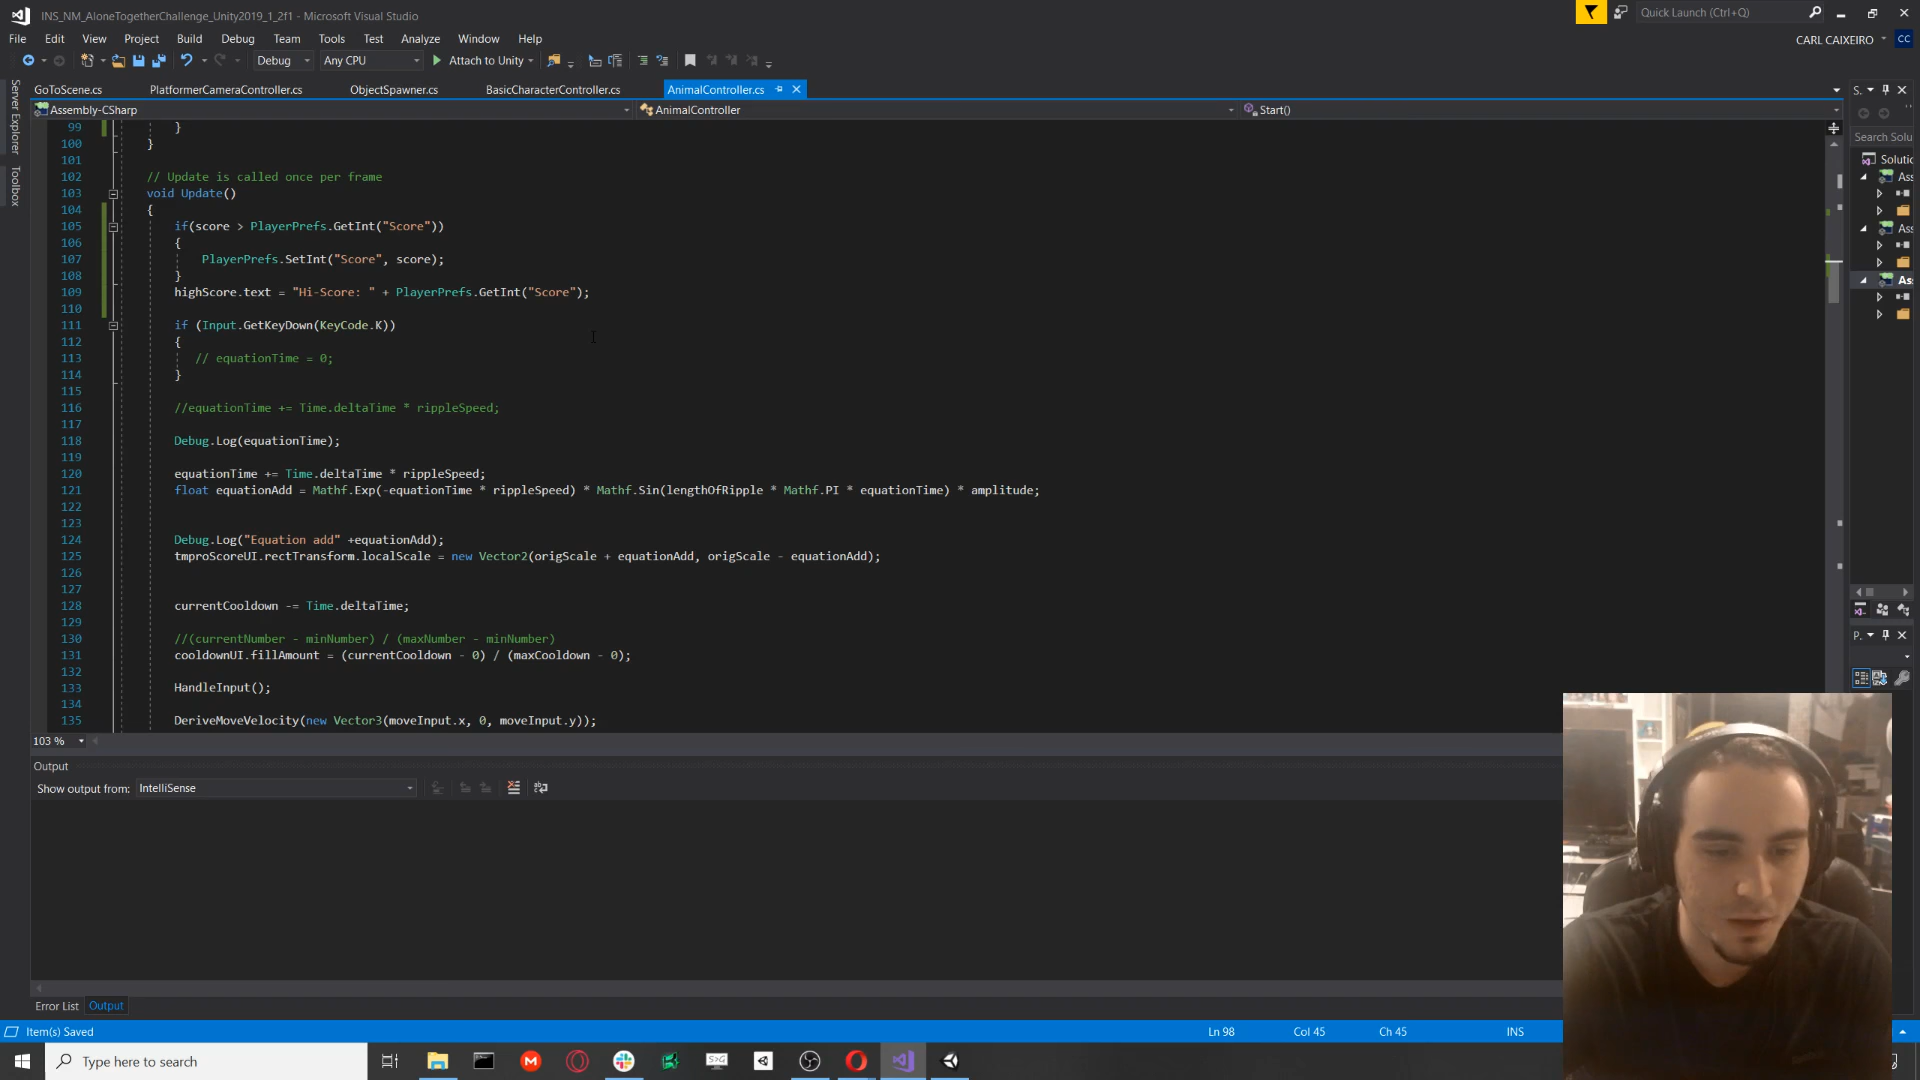 INS_NM_AloneTogetherChallenge_Unity2019_1_2f1 - Microsoft Visual Studio
Quick Launch (Ctrl+Q)
File Edit View Project Build Debug Team Tools Test Analyze Window Help
CARL CAIXEIRO CC
Debug Any CPU Attach to Unity
Server Explorer
Toolbox
GoToScene.cs PlatformerCameraController.cs ObjectSpawner.cs BasicCharacterController.cs AnimalController.cs
S.
Assembly-CSharp AnimalController Start()
Search Solu
Solutio
Ass
Ass
Ass
99 }
100 }
101
102 // Update is called once per frame
103 void Update()
104 {
105 if(score > PlayerPrefs.GetInt("Score"))
106 {
107 PlayerPrefs.SetInt("Score", score);
108 }
109 highScore.text = "Hi-Score: " + PlayerPrefs.GetInt("Score");
110
111 if (Input.GetKeyDown(KeyCode.K))
112 {
113 // equationTime = 0;
114 }
115
116 //equationTime += Time.deltaTime * rippleSpeed;
117
118 Debug.Log(equationTime);
119
120 equationTime += Time.deltaTime * rippleSpeed;
121 float equationAdd = Mathf.Exp(-equationTime * rippleSpeed) * Mathf.Sin(lengthOfRipple * Mathf.PI * equationTime) * amplitude;
122
123
124 Debug.Log("Equation add" +equationAdd);
125 tmproScoreUI.rectTransform.localScale = new Vector2(origScale + equationAdd, origScale - equationAdd);
126
127
128 currentCooldown -= Time.deltaTime;
129
130 //(currentNumber - minNumber) / (maxNumber - minNumber)
131 cooldownUI.fillAmount = (currentCooldown - 0) / (maxCooldown - 0);
132
133 HandleInput();
134
135 DeriveMoveVelocity(new Vector3(moveInput.x, 0, moveInput.y));
P.
103 %
Output
Show output from: IntelliSense
Error List Output
Item(s) Saved Ln 98 Col 45 Ch 45 INS
Type here to search